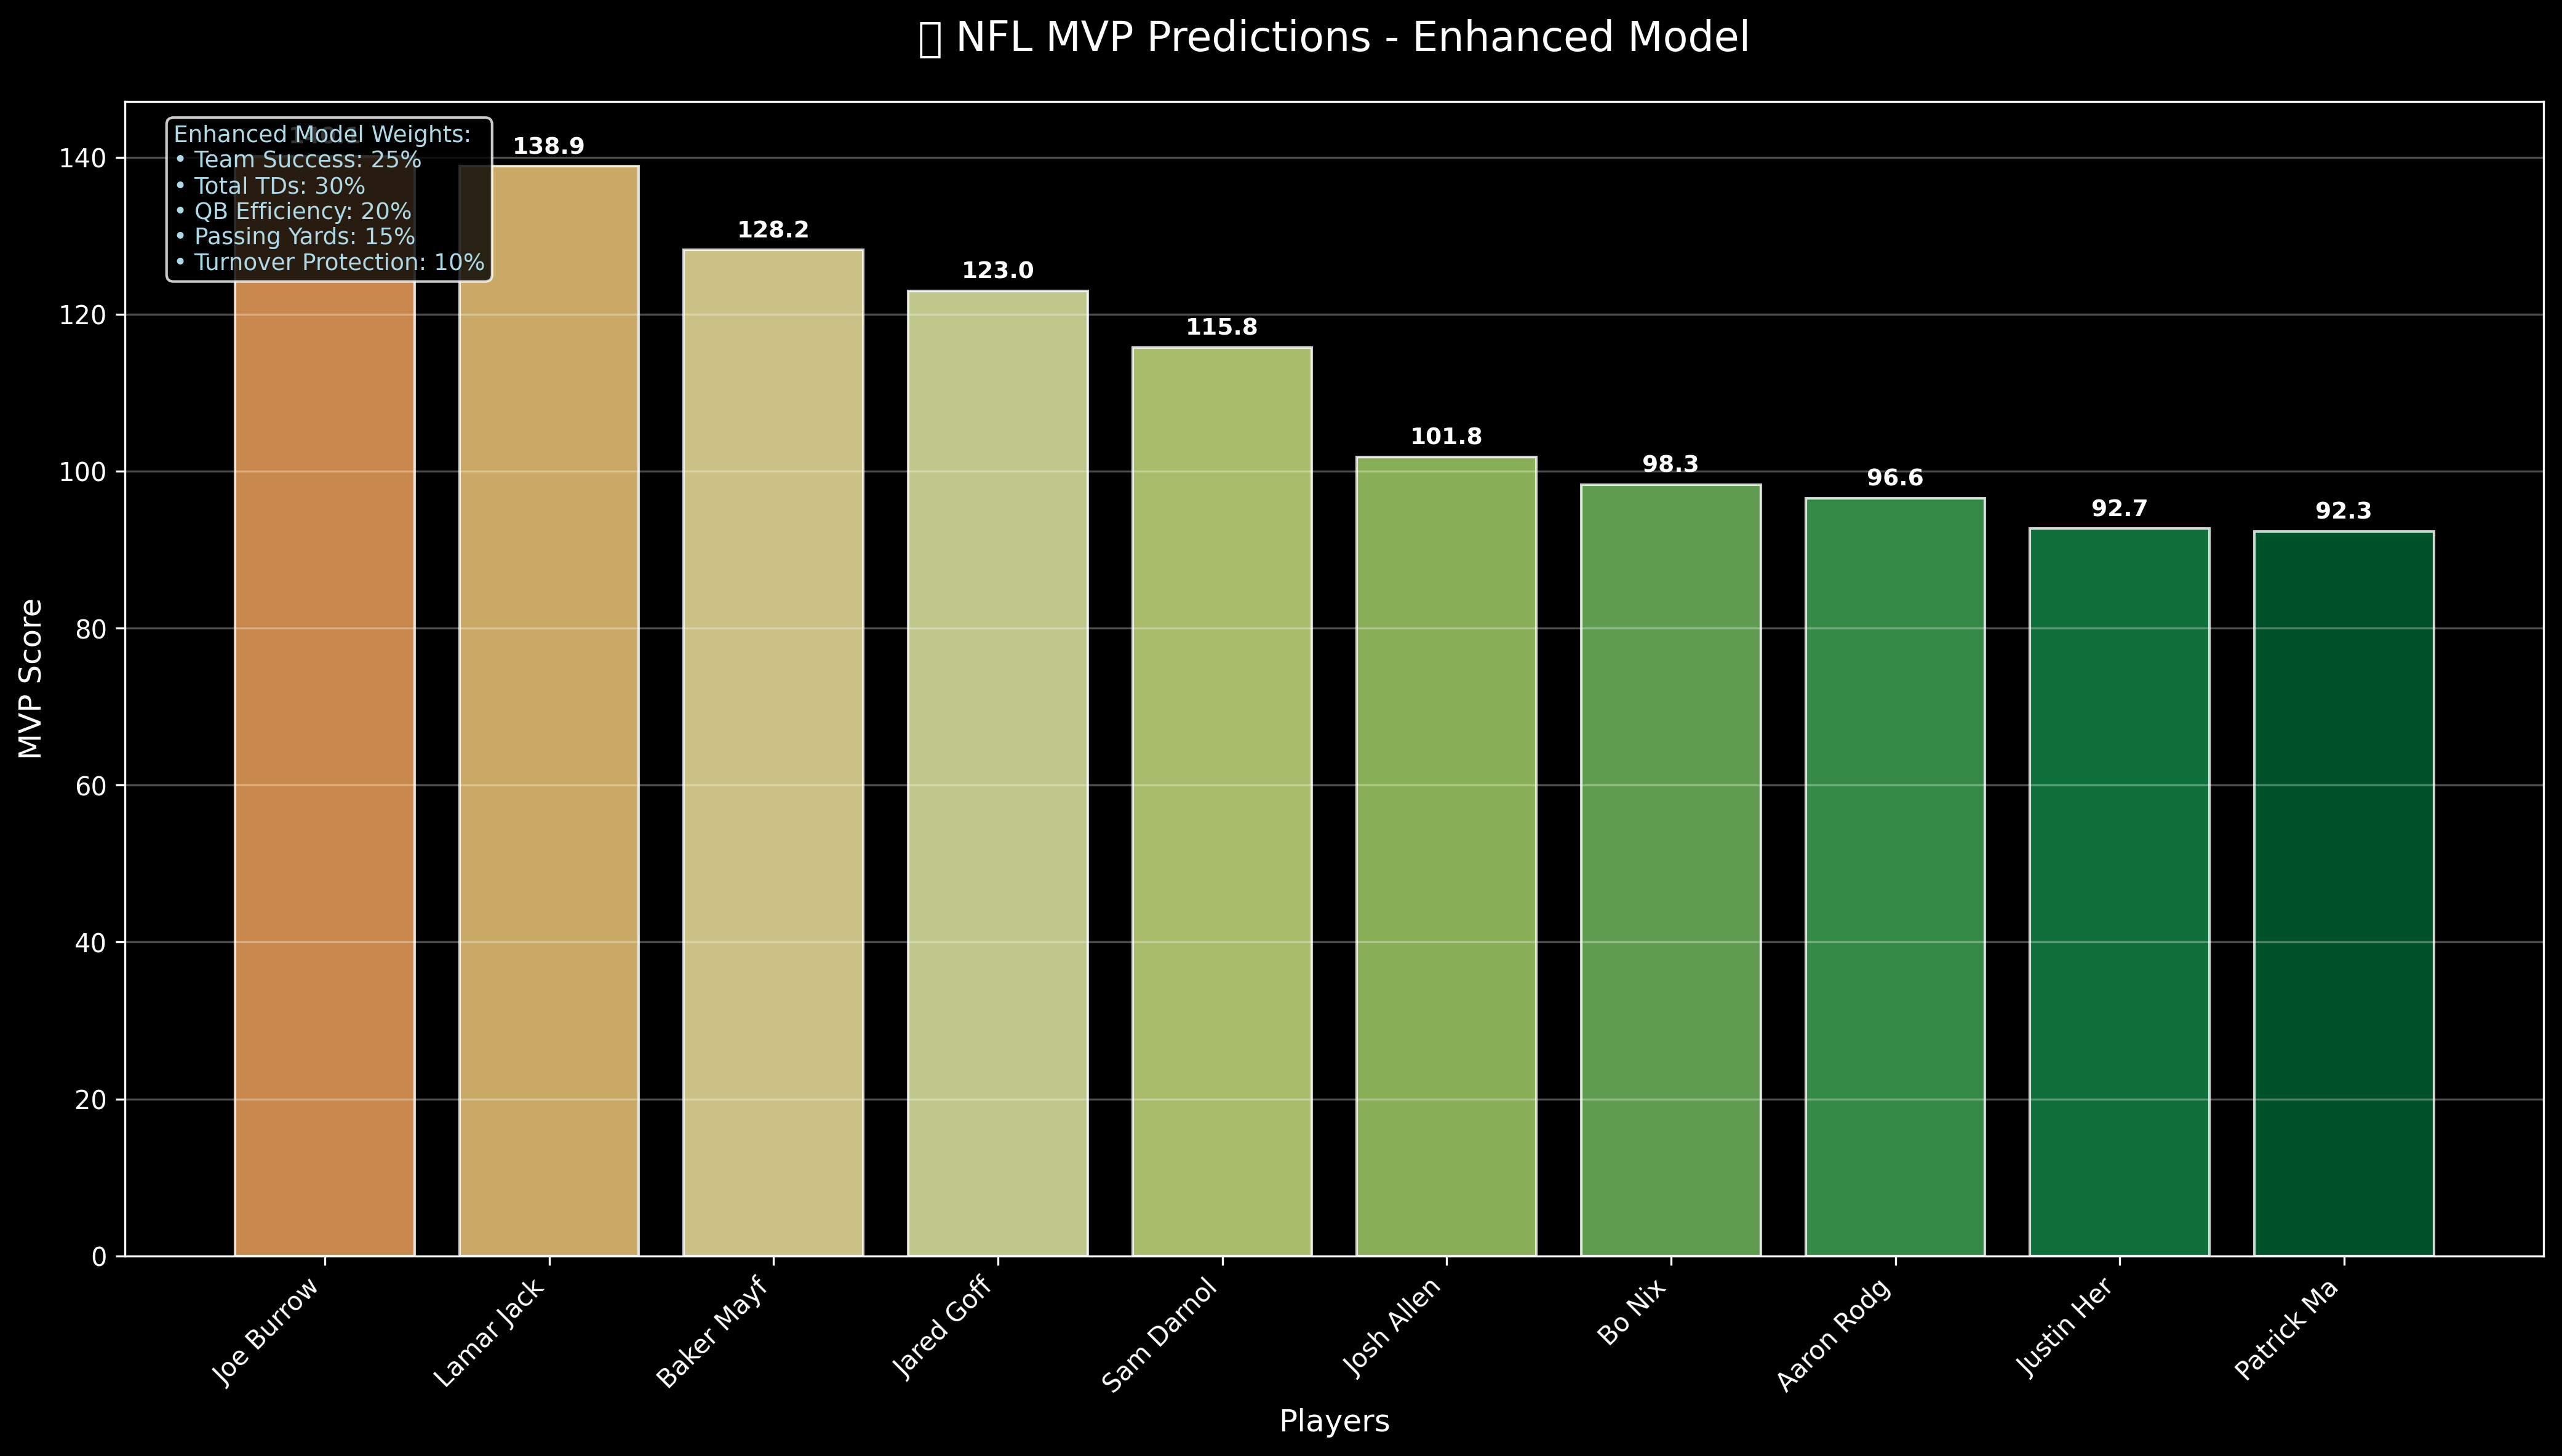 NFL MVP Predictions - Enhanced Model
Enhanced Model Weights:
• Team Success: 25%
• Total TDs: 30%
• QB Efficiency: 20%
• Passing Yards: 15%
• Turnover Protection: 10%
138.9
128.2
123.0
115.8
101.8
98.3
96.6
92.7
92.3
MVP Score
140
120
100
80
60
40
20
0
Joe Burrow
Lamar Jack
Baker Mayf
Jared Goff
Sam Darnol
Josh Allen
Bo Nix
Aaron Rodg
Justin Her
Patrick Ma
Players